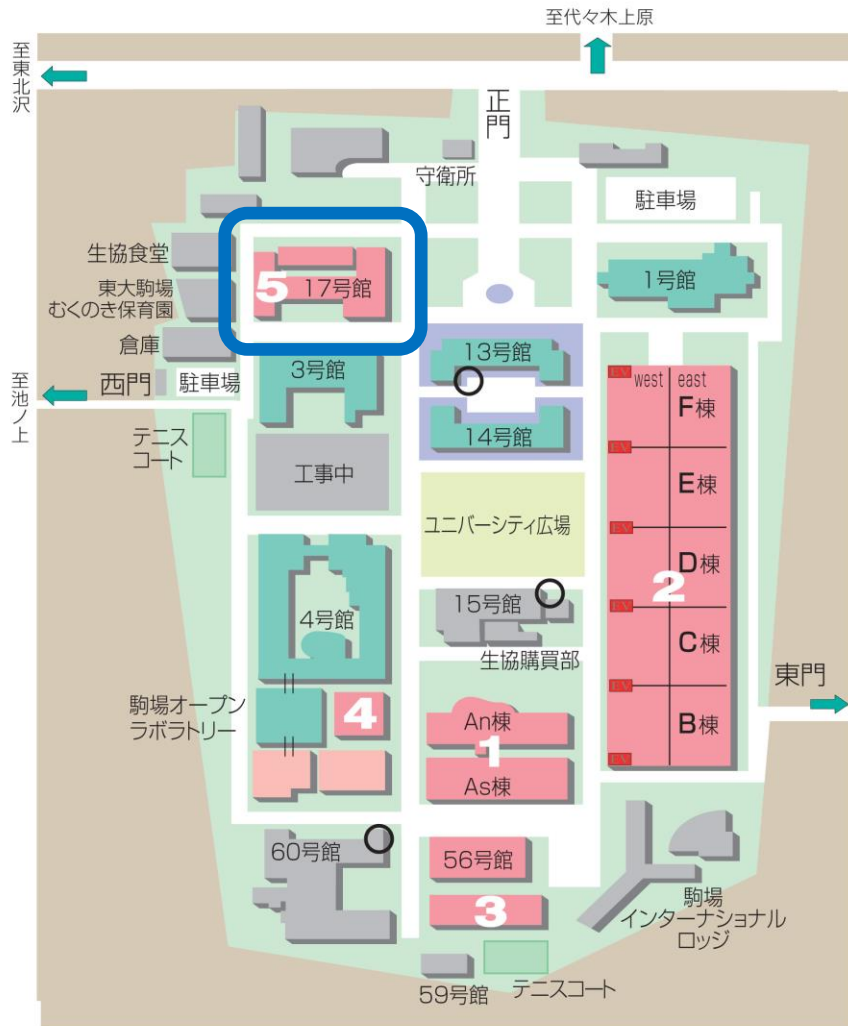 至代々木上原
至東北沢
正門
守衛所
駐車場
生協食堂
東大駒場
むくのき保育園
倉庫
5
17号館
1号館
13号館
3号館
西門
駐車場
至池ノ上
テニス
コート
14号館
工事中
EV
west
east
F棟
EV
E棟
ユニバーシティ広場
EV
D棟
2
4号館
15号館
EV
C棟
生協購買部
東門
駒場オープン
ラボラトリー
4
An棟
1
As棟
EV
B棟
EV
60号館
56号館
3
駒場
インターナショナル
ロッジ
59号館
テニスコート